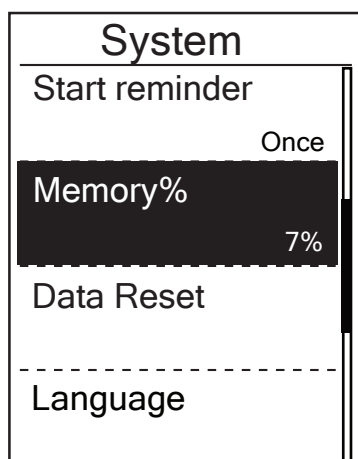 System
Start reminder
Once
Memory%
7%
Data Reset
Language